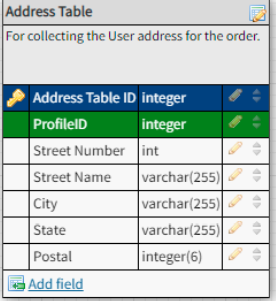 Address Table
For collecting the User address for the order.
Address Table ID integer
ProfileID integer
Street Number int
Street Name varchar(255)
City varchar(255)
State varchar(255)
Postal integer(6)
Add field